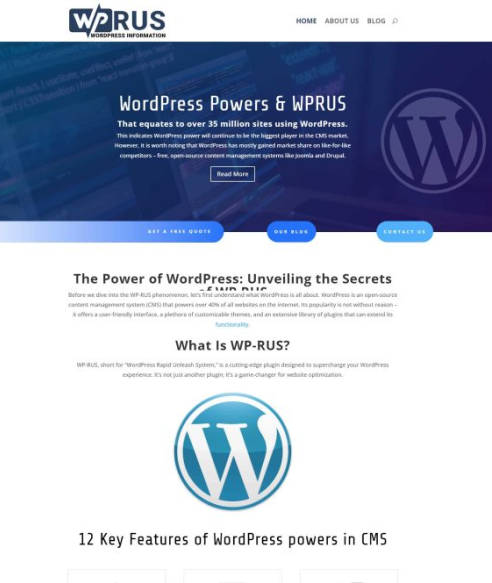 WPRUS
WORDPRESS INFORMATION
HOME ABOUT US BLOG
WordPress Powers & WPRUS
That equates to over 35 million sites using WordPress.
This indicates WordPress power will continue to be the biggest player in the CMS market.
However, it is worth noting that WordPress has mostly gained market share on like-for-like
competitors – free, open-source content management systems like Joomla and Drupal.
Read More
GET A FREE QUOTE OUR BLOG CONTACT US
The Power of WordPress: Unveiling the Secrets
of WP-RUS
Before we dive into the WP-RUS phenomenon, let's first understand what WordPress is all about. WordPress is an open-source
content management system (CMS) that powers over 40% of all websites on the internet. Its popularity is not without reason –
it offers a user-friendly interface, a plethora of customizable themes, and an extensive library of plugins that can extend its
functionality.
What Is WP-RUS?
WP-RUS, short for "WordPress Rapid Unleash System," is a cutting-edge plugin designed to supercharge your WordPress
experience. It's not just another plugin; it's a game-changer for website optimization.
W
12 Key Features of WordPress powers in CMS